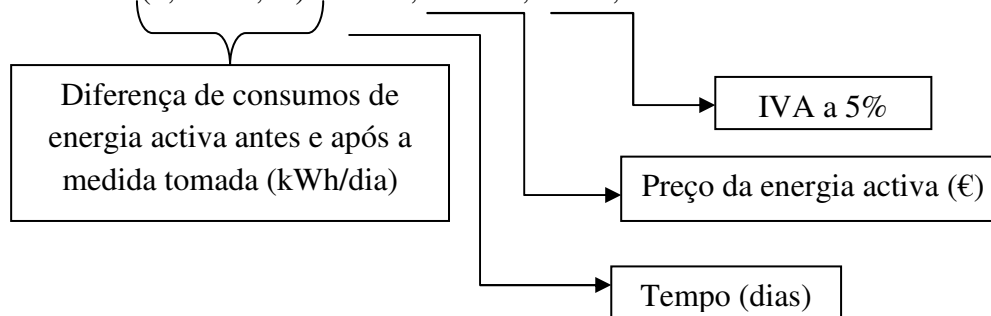 Diferença de consumos de
energia activa antes e após a
medida tomada (kWh/dia)
IVA a 5%
Preço da energia activa (€)
Tempo (dias)